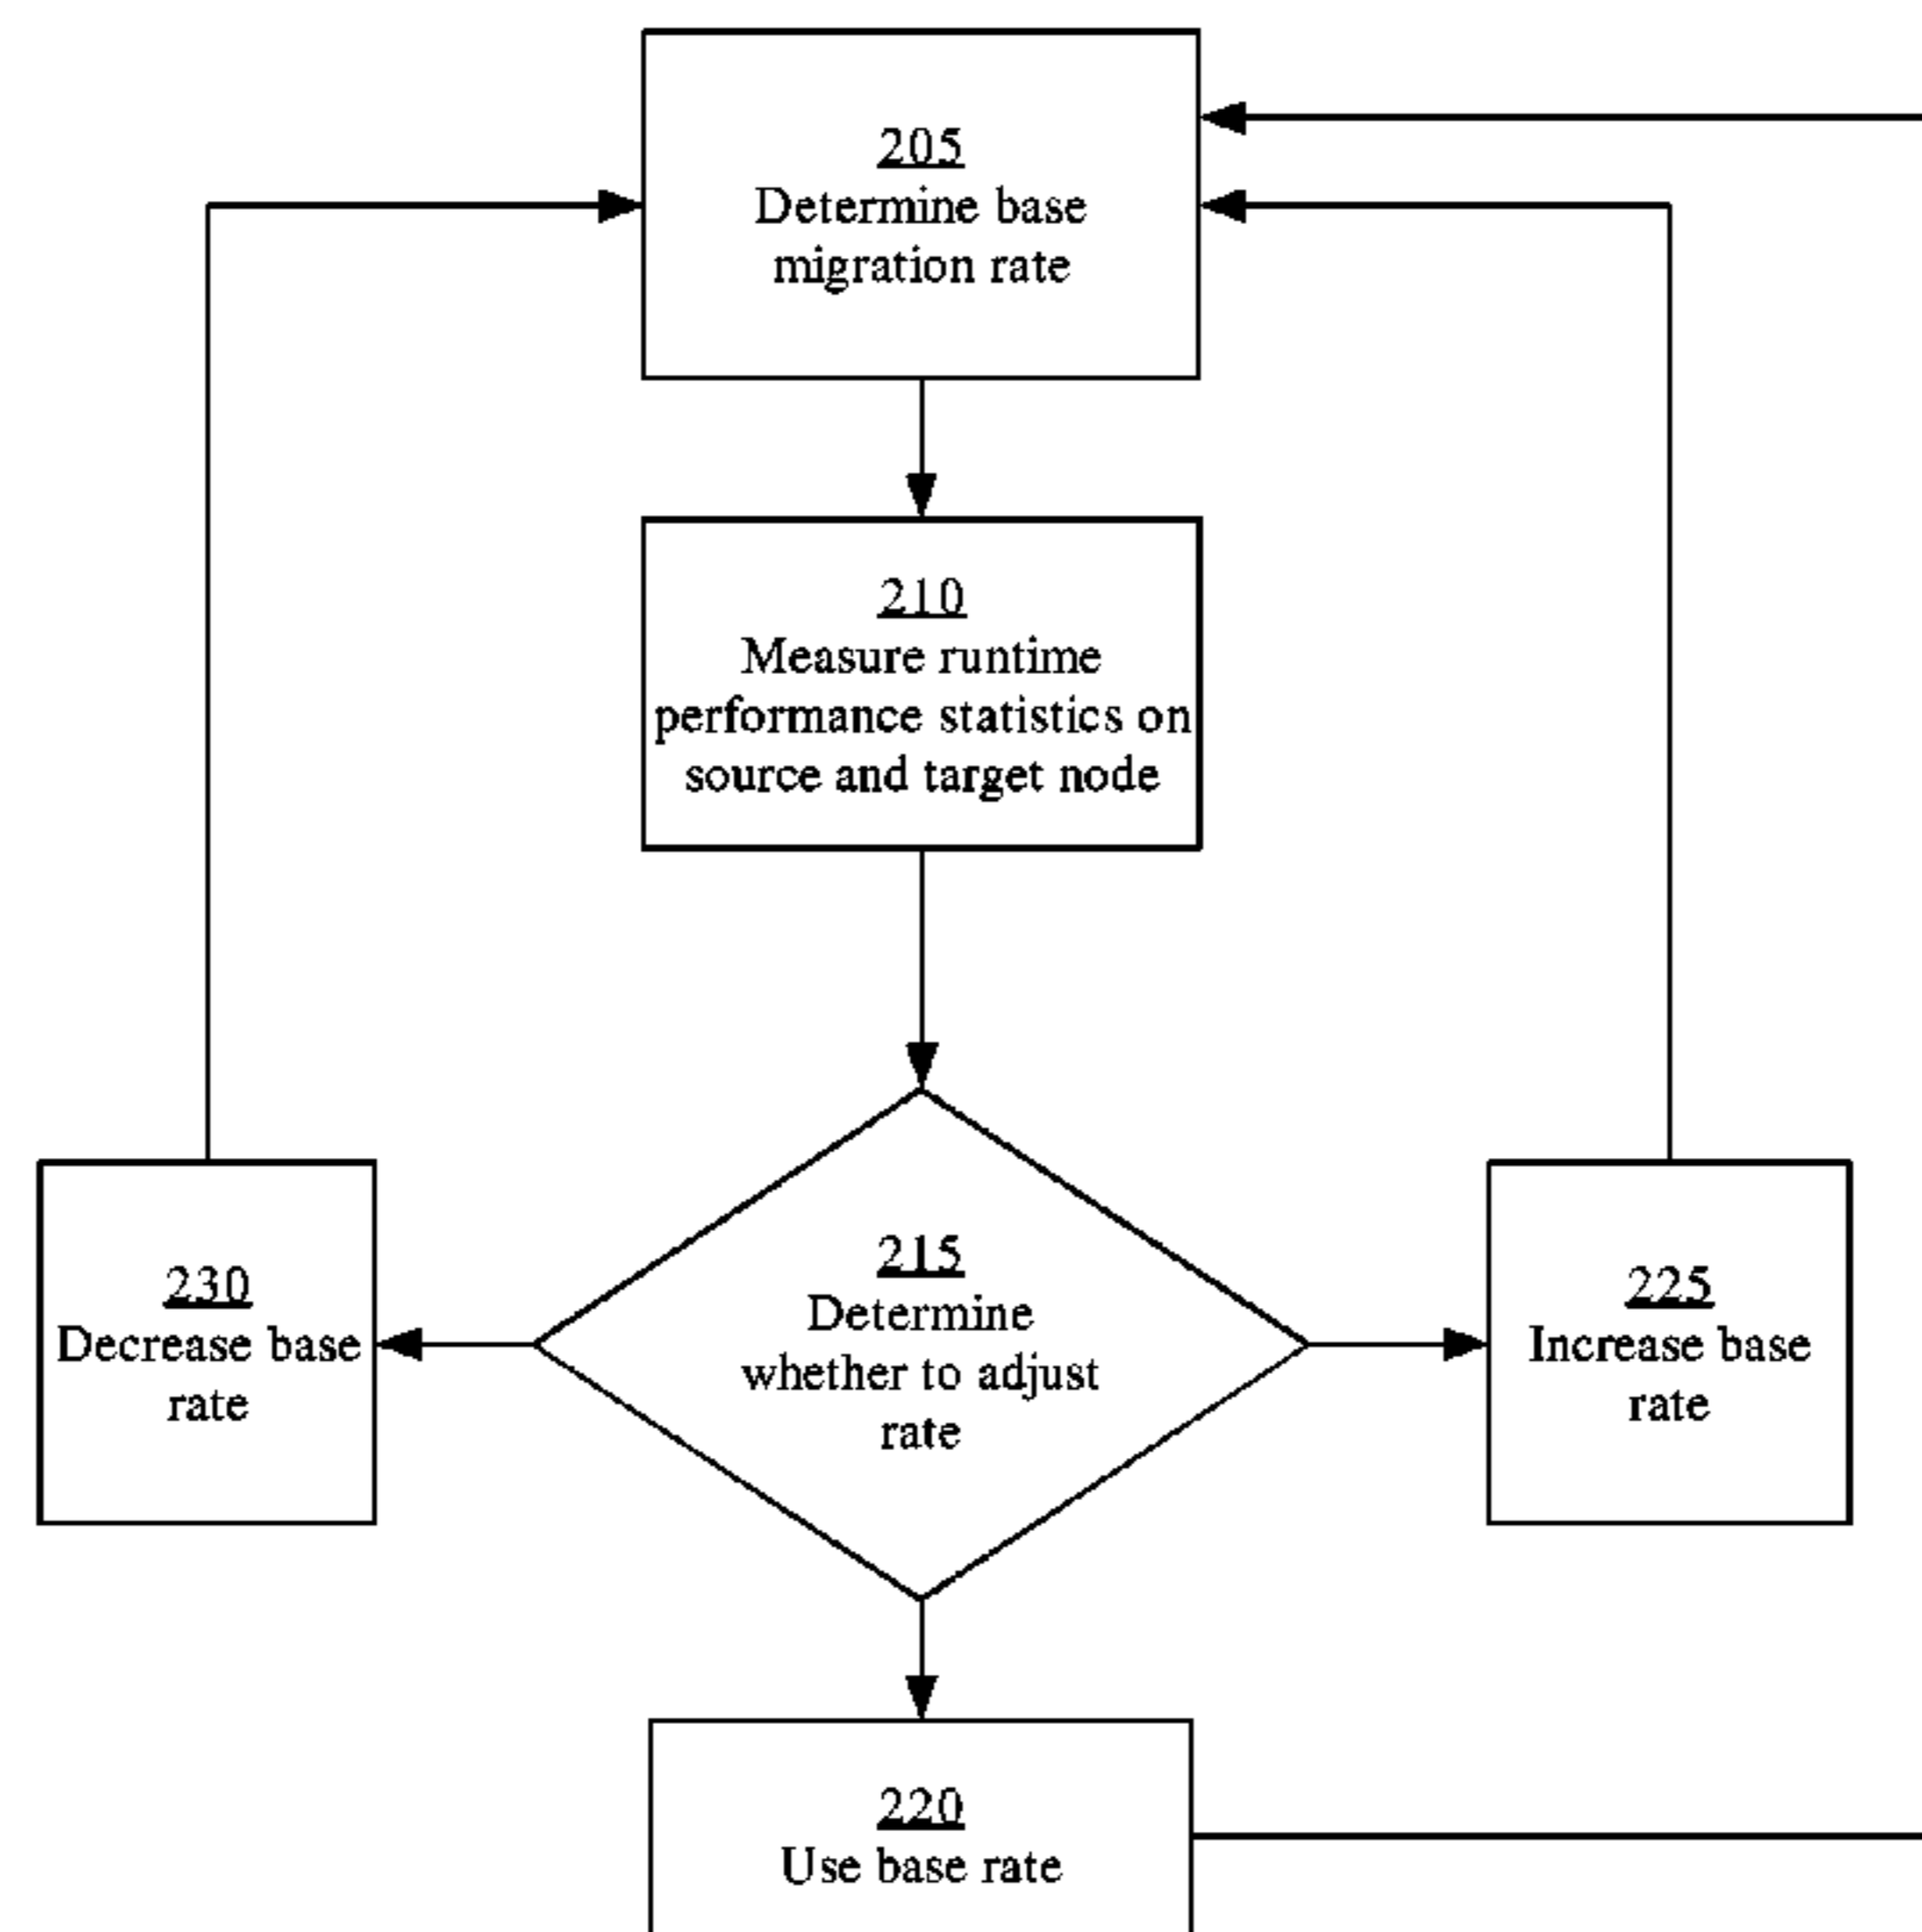 205
Determine base
migration rate
210
Measure runtime
performance statistics on
source and target node
215
Determine
whether to adjust
rate
230
Decrease base
rate
225
Increase base
rate
220
Use base rate